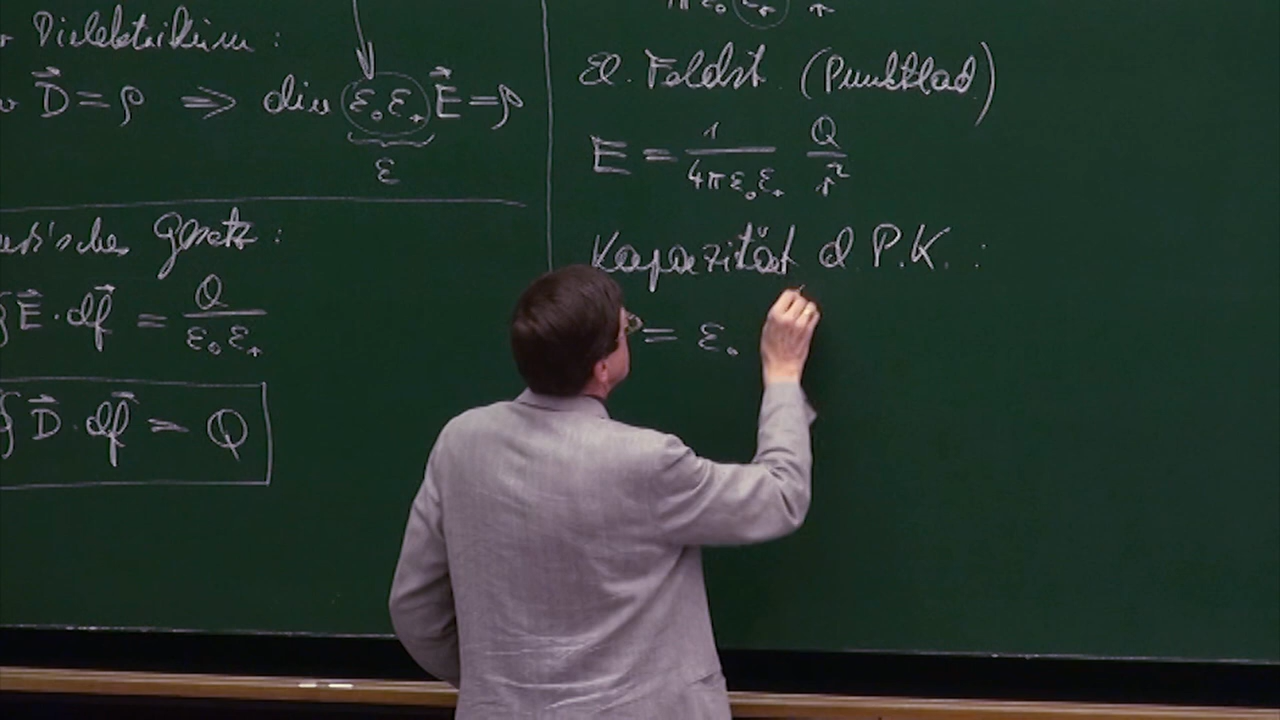 Dielektrikum :
D⃗ = ρ ⇒ div ε₀εᵣ E⃗ = ρ
ε
Gesetz :
∮ E⃗ · df⃗ = Q / ε₀εᵣ
∮ D⃗ · df⃗ = Q
El. Feldst. (Punktlad.)
E = 1 / 4πε₀εᵣ Q / r²
Kapazität d P.K. :
= ε₀